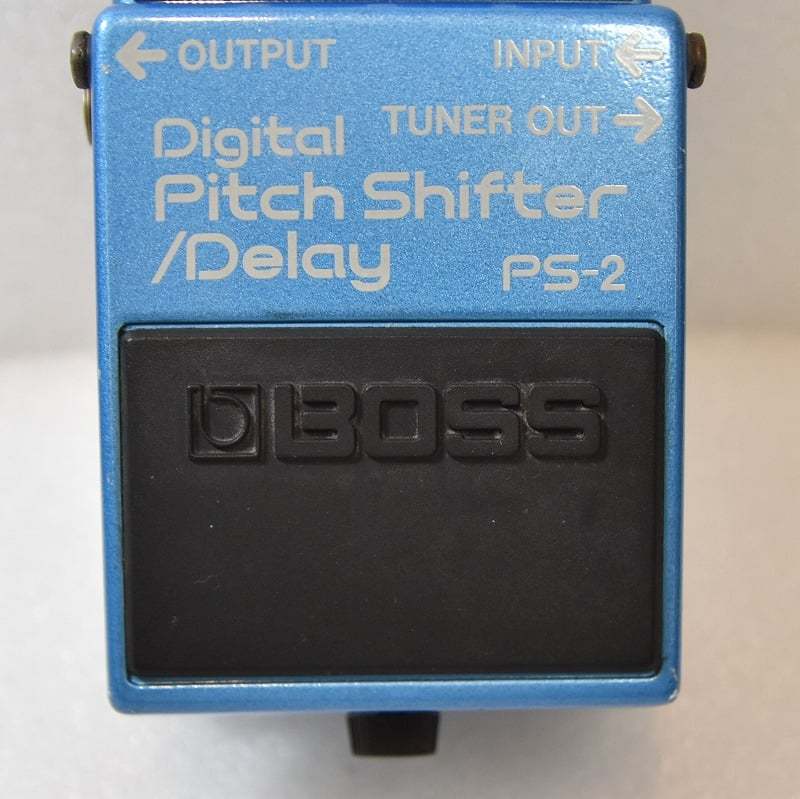 ← OUTPUT INPUT ←
TUNER OUT →
Digital
Pitch Shifter
/Delay PS-2
BOSS